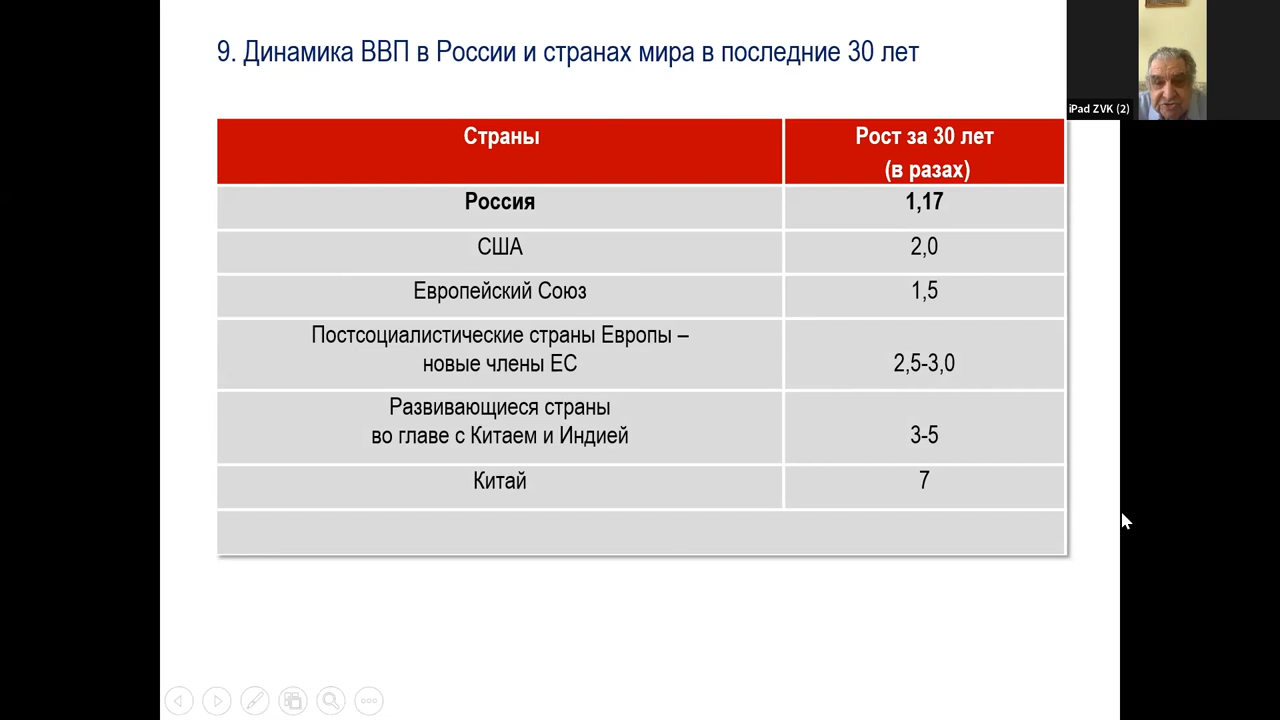 9. Динамика ВВП в России и странах мира в последние 30 лет
iPad ZVK (2)
Страны
Рост за 30 лет
(в разах)
Россия
1,17
США
2,0
Европейский Союз
1,5
Постсоциалистические страны Европы –
новые члены ЕС
2,5-3,0
Развивающиеся страны
во главе с Китаем и Индией
3-5
Китай
7